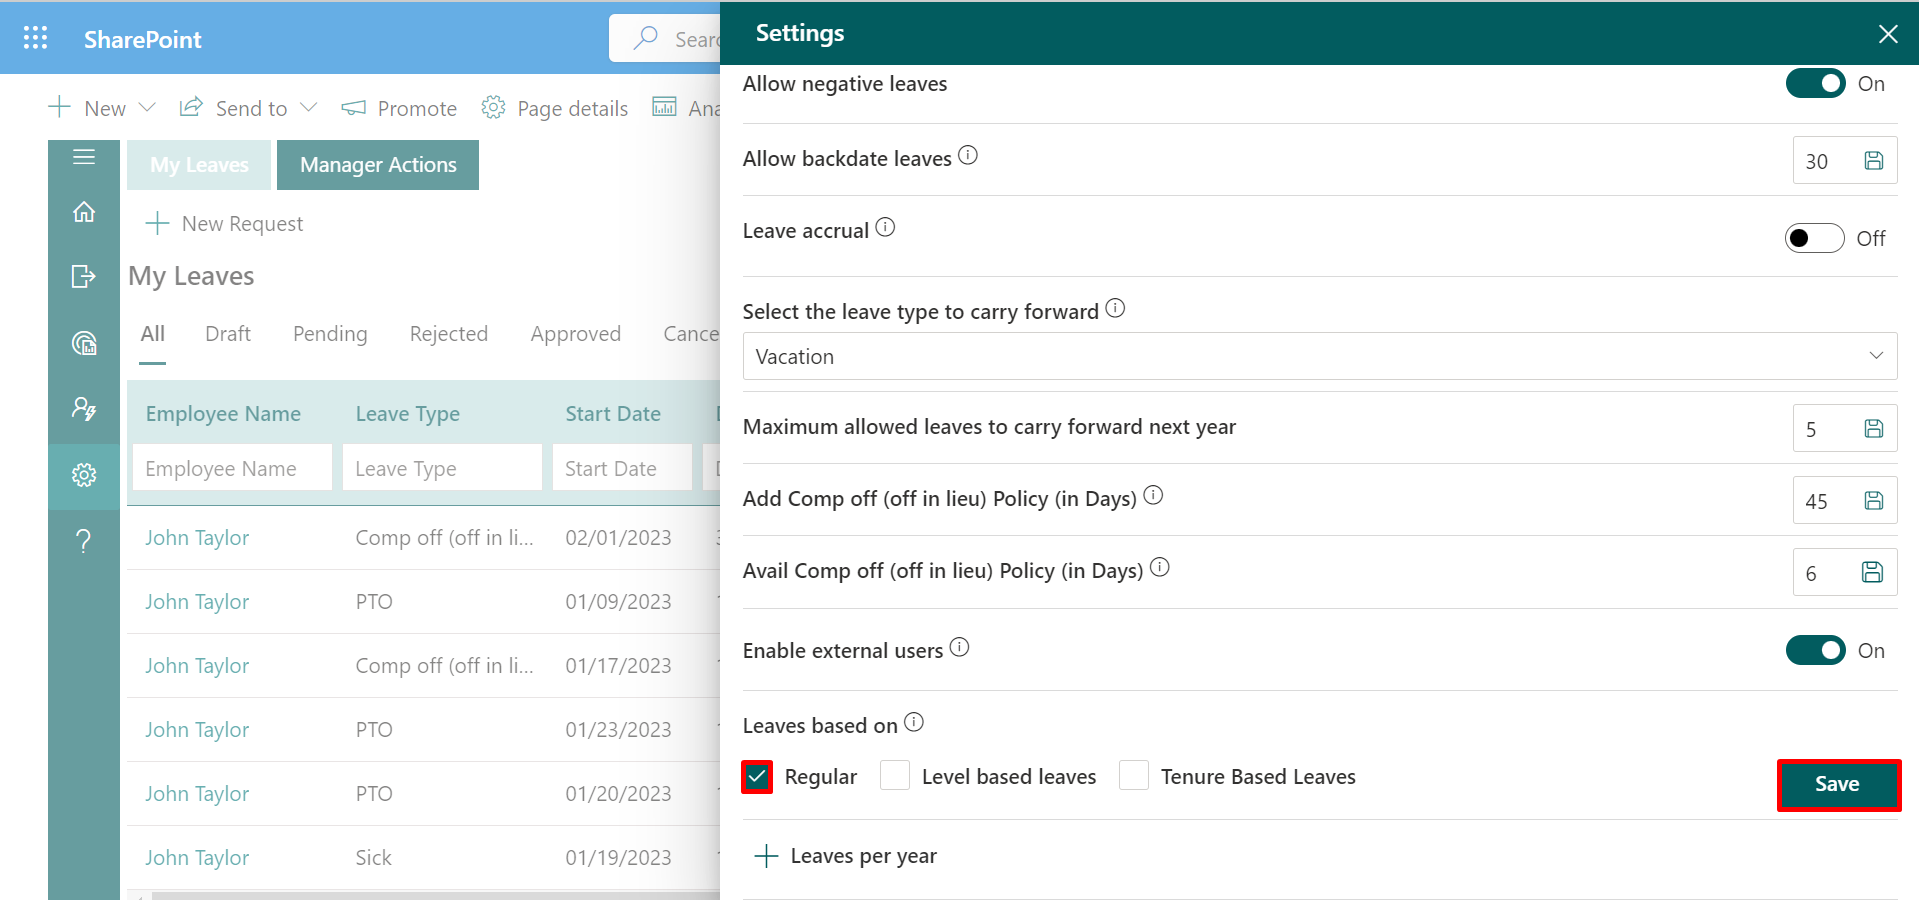 SharePoint
Settings
New
Send to
Promote
Page details
My Leaves
Manager Actions
New Request
My Leaves
All
Draft
Pending
Rejected
Approved
Employee Name
Leave Type
Start Date
Employee Name
Leave Type
Start Date
John Taylor
Comp off (off in li...
02/01/2023
John Taylor
PTO
01/09/2023
John Taylor
Comp off (off in li...
01/17/2023
John Taylor
PTO
01/23/2023
John Taylor
PTO
01/20/2023
John Taylor
Sick
01/19/2023
Allow negative leaves
On
Allow backdate leaves
30
Leave accrual
Off
Select the leave type to carry forward
Vacation
Maximum allowed leaves to carry forward next year
5
Add Comp off (off in lieu) Policy (in Days)
45
Avail Comp off (off in lieu) Policy (in Days)
6
Enable external users
On
Leaves based on
Regular
Level based leaves
Tenure Based Leaves
Save
Leaves per year